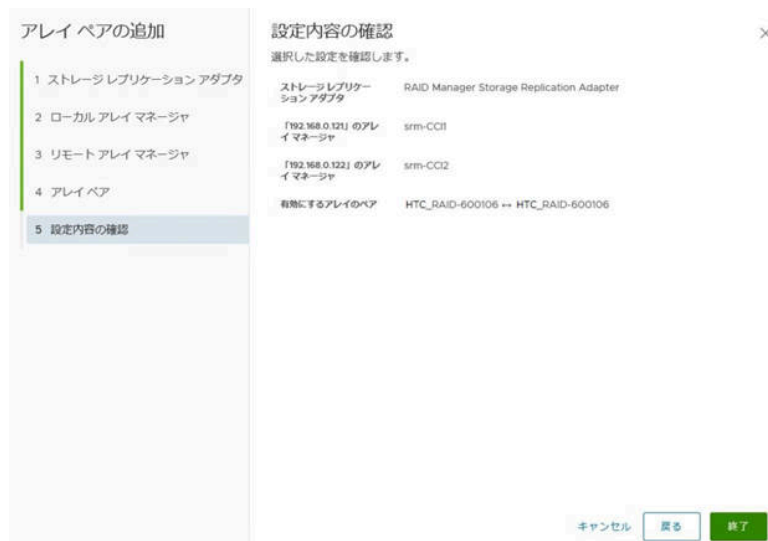 アレイ ペアの追加
1 ストレージ レプリケーション アダプタ
2 ローカル アレイ マネージャ
3 リモート アレイ マネージャ
4 アレイ ペア
5 設定内容の確認
設定内容の確認
選択した設定を確認します。
ストレージ レプリケー
ション アダプタ
RAID Manager Storage Replication Adapter
「192.168.0.121」のアレ
イ マネージャ
srm-CCI1
「192.168.0.122」のアレ
イ マネージャ
srm-CCI2
有効にするアレイのペア
HTC_RAID-600106 ↔ HTC_RAID-600106
キャンセル
戻る
終了